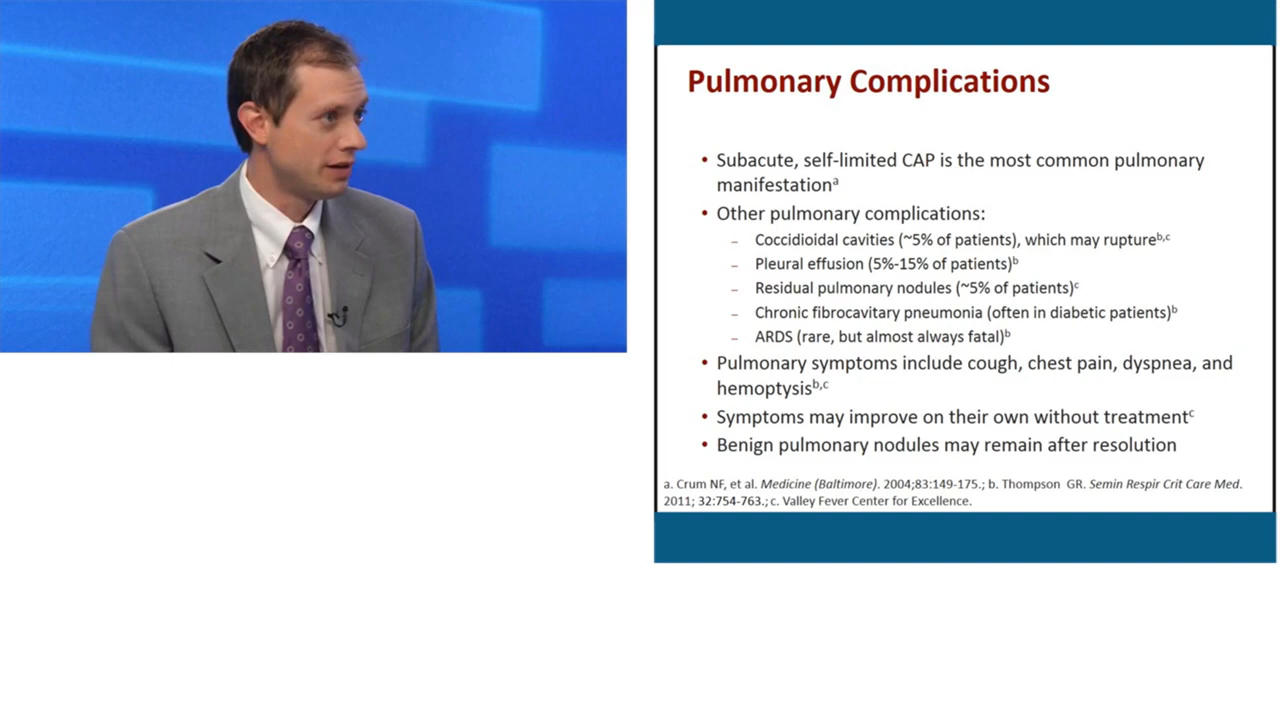 Pulmonary Complications
• Subacute, self-limited CAP is the most common pulmonary
manifestationᵃ
• Other pulmonary complications:
– Coccidioidal cavities (~5% of patients), which may ruptureᵇ,ᶜ
– Pleural effusion (5%-15% of patients)ᵇ
– Residual pulmonary nodules (~5% of patients)ᶜ
– Chronic fibrocavitary pneumonia (often in diabetic patients)ᵇ
– ARDS (rare, but almost always fatal)ᵇ
• Pulmonary symptoms include cough, chest pain, dyspnea, and
hemoptysisᵇ,ᶜ
• Symptoms may improve on their own without treatmentᶜ
• Benign pulmonary nodules may remain after resolution
a. Crum NF, et al. Medicine (Baltimore). 2004;83:149-175.; b. Thompson GR. Semin Respir Crit Care Med.
2011; 32:754-763.; c. Valley Fever Center for Excellence.